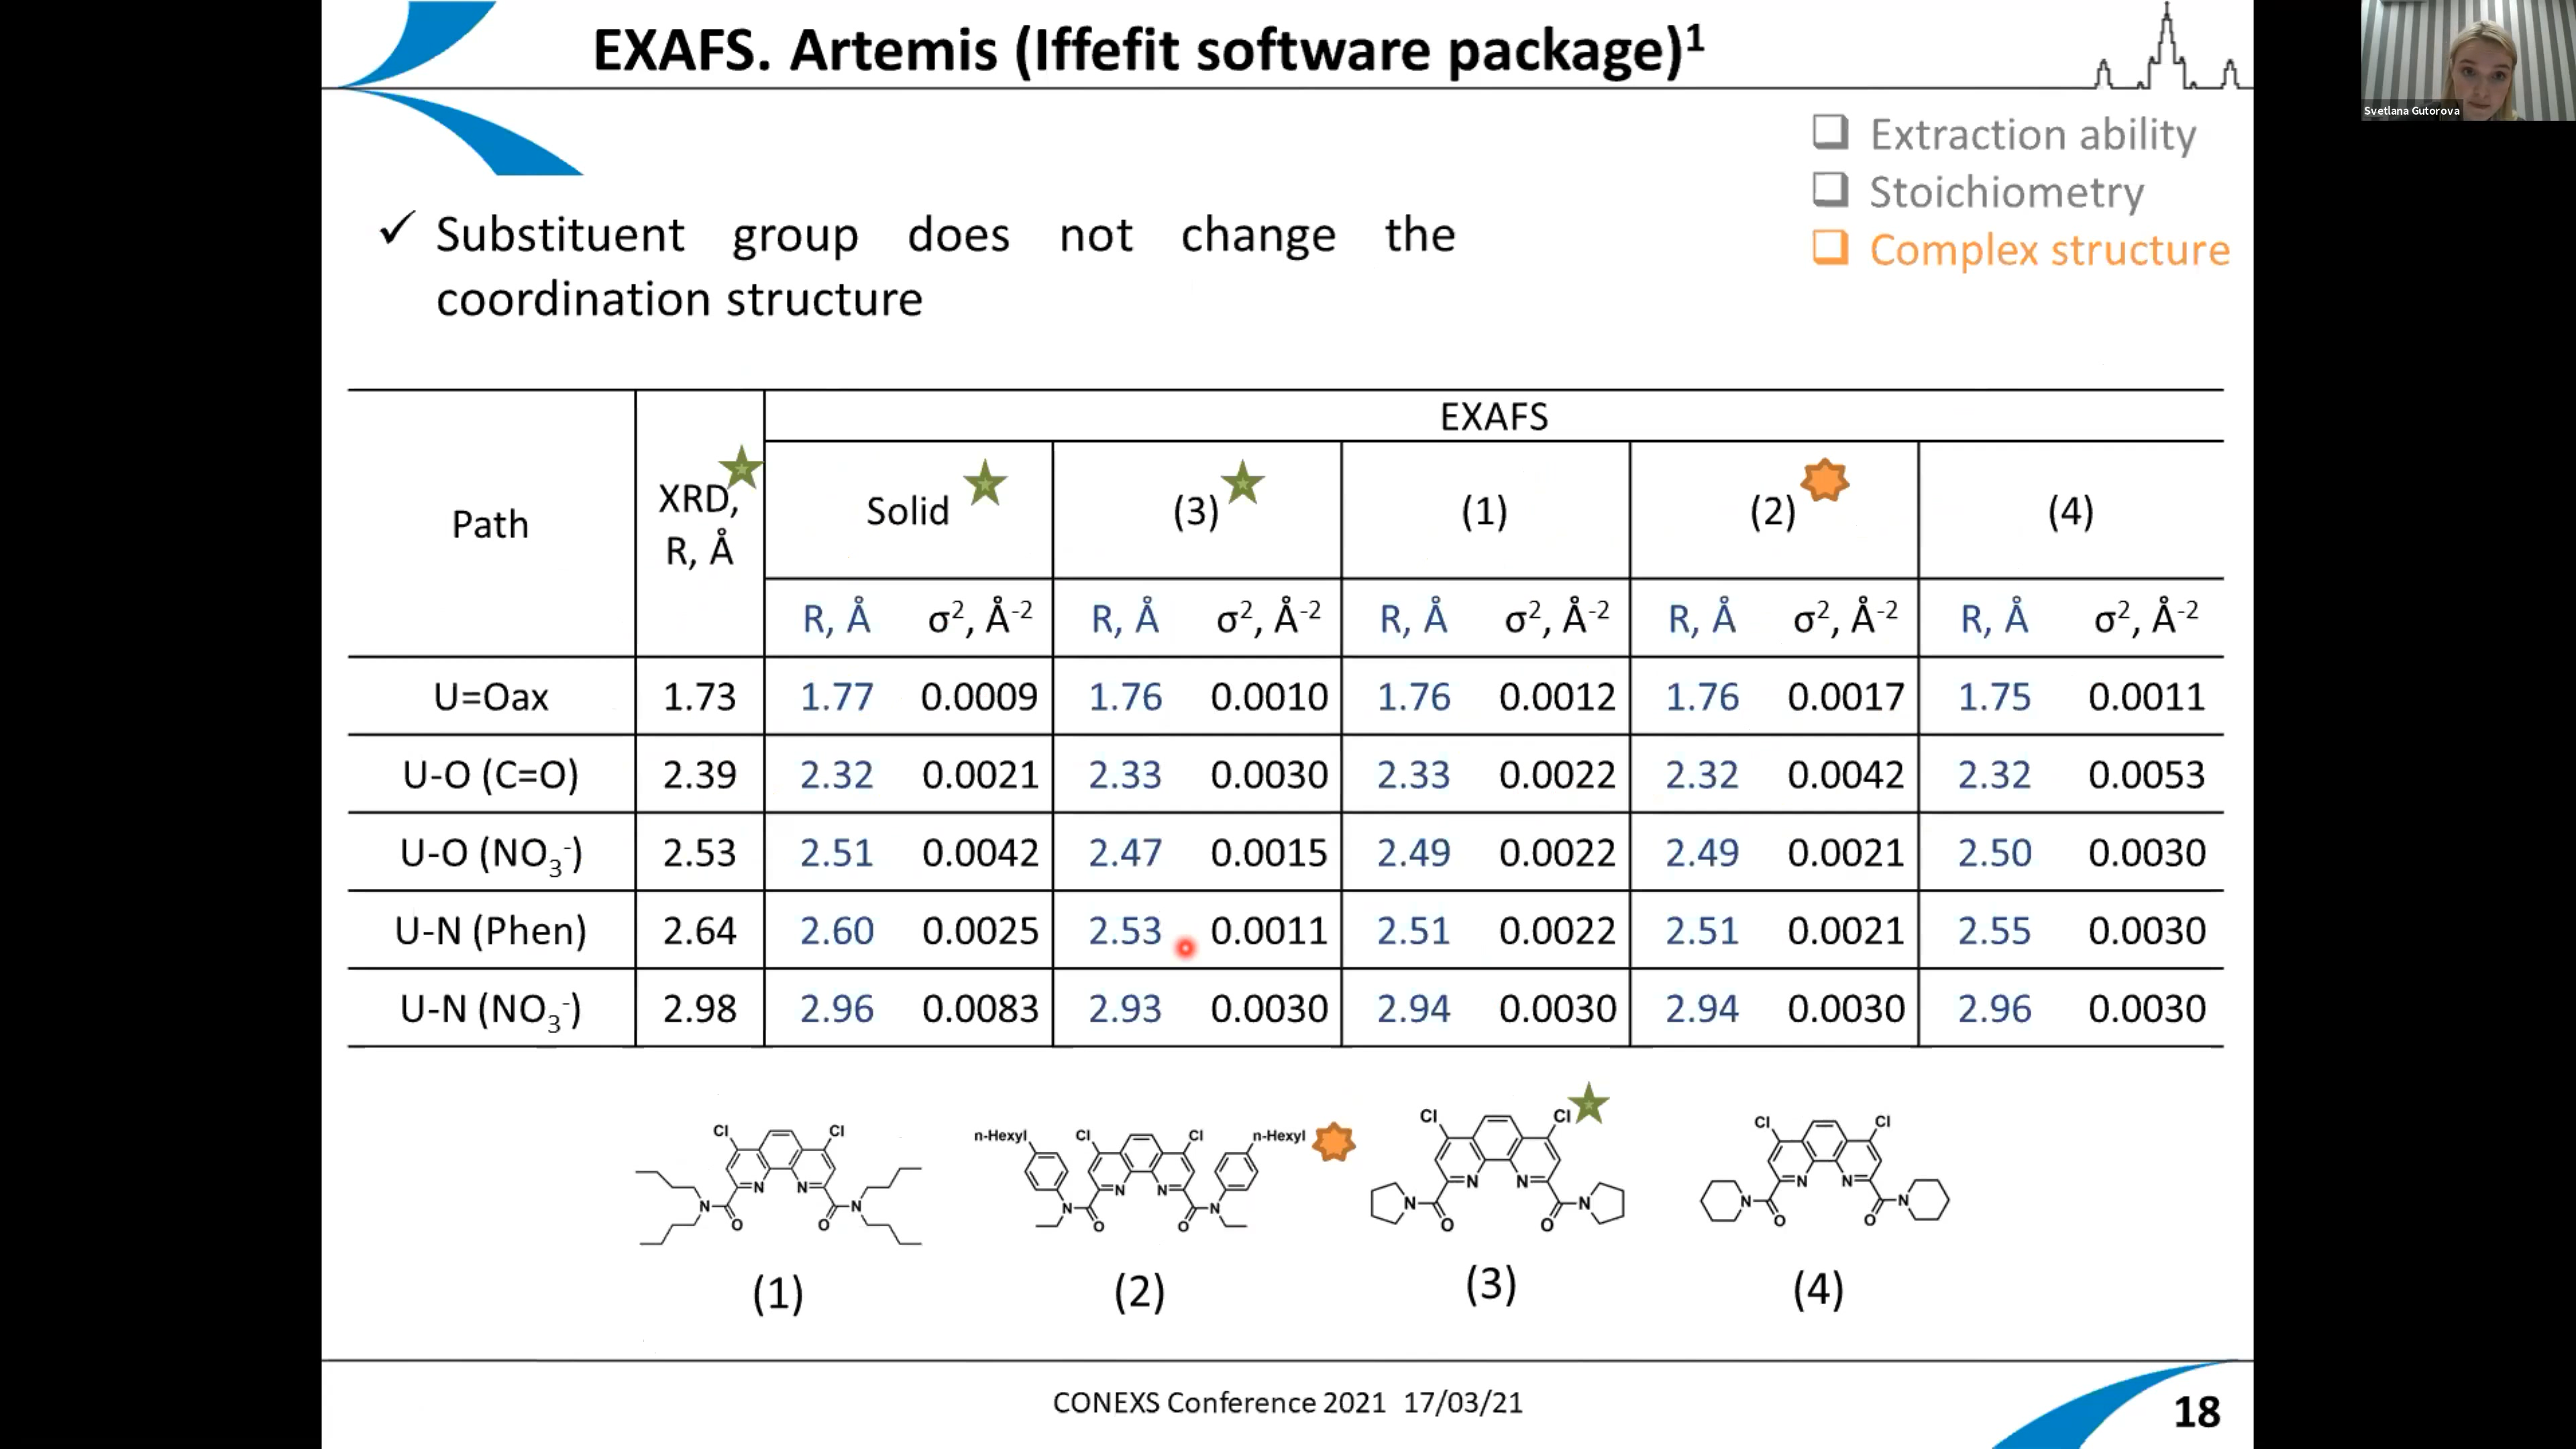 EXAFS. Artemis (Iffefit software package)¹
Svetlana Gutorova
Extraction ability
Stoichiometry
Complex structure
Substituent group does not change the
coordination structure
Path XRD, R, Å EXAFS
Solid (3) (1) (2) (4)
R, Å σ², Å⁻² R, Å σ², Å⁻² R, Å σ², Å⁻² R, Å σ², Å⁻² R, Å σ², Å⁻²
U=Oax 1.73 1.77 0.0009 1.76 0.0010 1.76 0.0012 1.76 0.0017 1.75 0.0011
U-O (C=O) 2.39 2.32 0.0021 2.33 0.0030 2.33 0.0022 2.32 0.0042 2.32 0.0053
U-O (NO₃⁻) 2.53 2.51 0.0042 2.47 0.0015 2.49 0.0022 2.49 0.0021 2.50 0.0030
U-N (Phen) 2.64 2.60 0.0025 2.53 0.0011 2.51 0.0022 2.51 0.0021 2.55 0.0030
U-N (NO₃⁻) 2.98 2.96 0.0083 2.93 0.0030 2.94 0.0030 2.94 0.0030 2.96 0.0030
Cl Cl N N N N O O
n-Hexyl Cl Cl n-Hexyl N N N N O O
Cl Cl N N N N O O
Cl Cl N N N N O O
(1) (2) (3) (4)
CONEXS Conference 2021 17/03/21
18